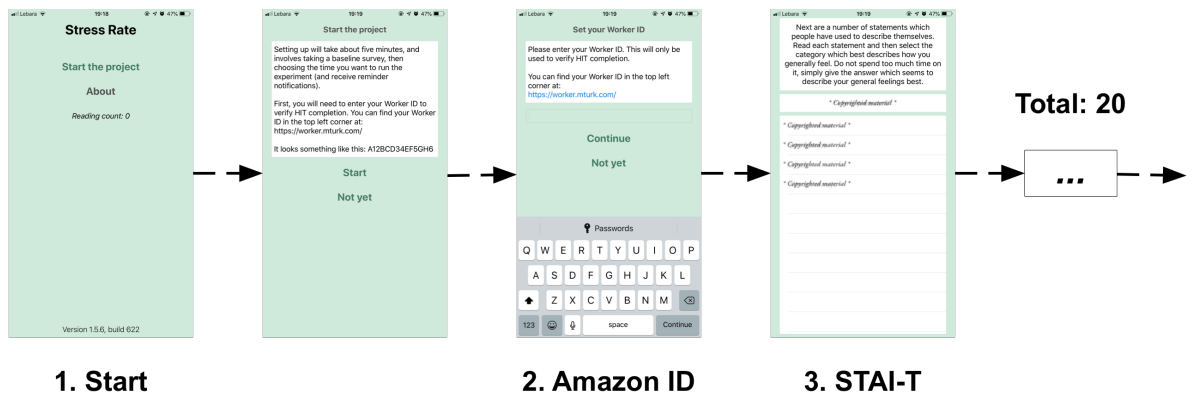 Lebara 19:18 47%
Stress Rate
Start the project
About
Reading count: 0
Version 1.5.6, build 622
1. Start
Lebara 19:19 47%
Start the project
Setting up will take about five minutes, and
involves taking a baseline survey, then
choosing the time you want to run the
experiment (and receive reminder
notifications).
First, you will need to enter your Worker ID to
verify HIT completion. You can find your Worker
ID in the top left corner at:
https://worker.mturk.com/
It looks something like this: A12BCD34EF5GH6
Start
Not yet
Lebara 19:19 47%
Set your Worker ID
Please enter your Worker ID. This will only be
used to verify HIT completion.
You can find your Worker ID in the top left
corner at:
https://worker.mturk.com/
Continue
Not yet
Passwords
Q W E R T Y U I O P
A S D F G H J K L
Z X C V B N M
123 space Continue
2. Amazon ID
Lebara 19:19 47%
Next are a number of statements which
people have used to describe themselves.
Read each statement and then select the
category which best describes how you
generally feel. Do not spend too much time on
it, simply give the answer which seems to
describe your general feelings best.
* Copyrighted material *
* Copyrighted material *
* Copyrighted material *
* Copyrighted material *
* Copyrighted material *
3. STAI-T
Total: 20
...